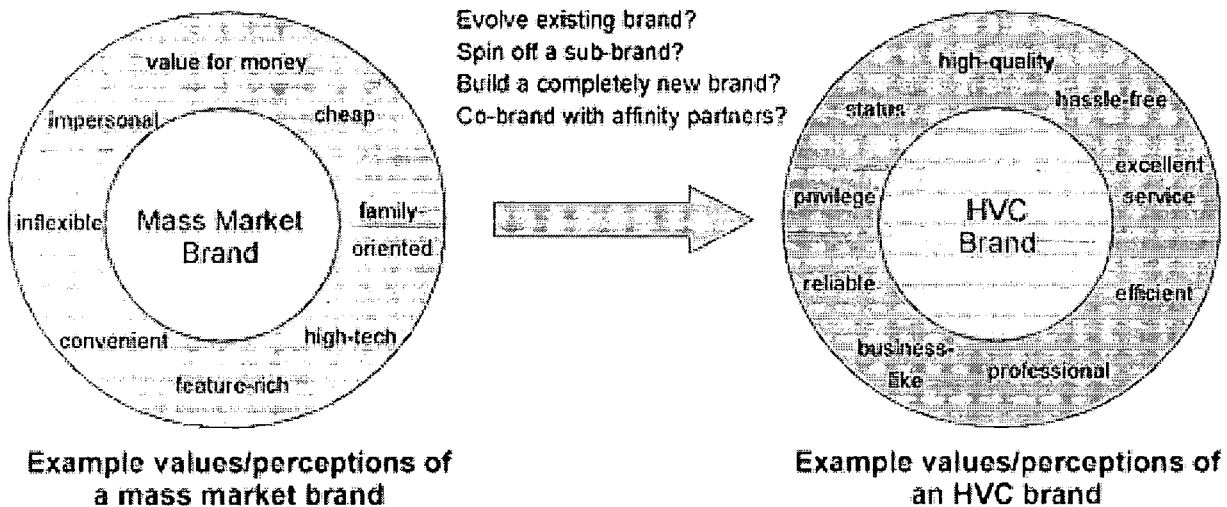 Evolve existing brand?
Spin off a sub-brand?
Build a completely new brand?
Co-brand with affinity partners?
value for money
impersonal
cheap
inflexible
Mass Market
Brand
family-
oriented
convenient
high-tech
feature-rich
Example values/perceptions of
a mass market brand
high-quality
status
hassle-free
excellent
service
privilege
HVC
Brand
reliable
efficient
business-
like
professional
Example values/perceptions of
an HVC brand